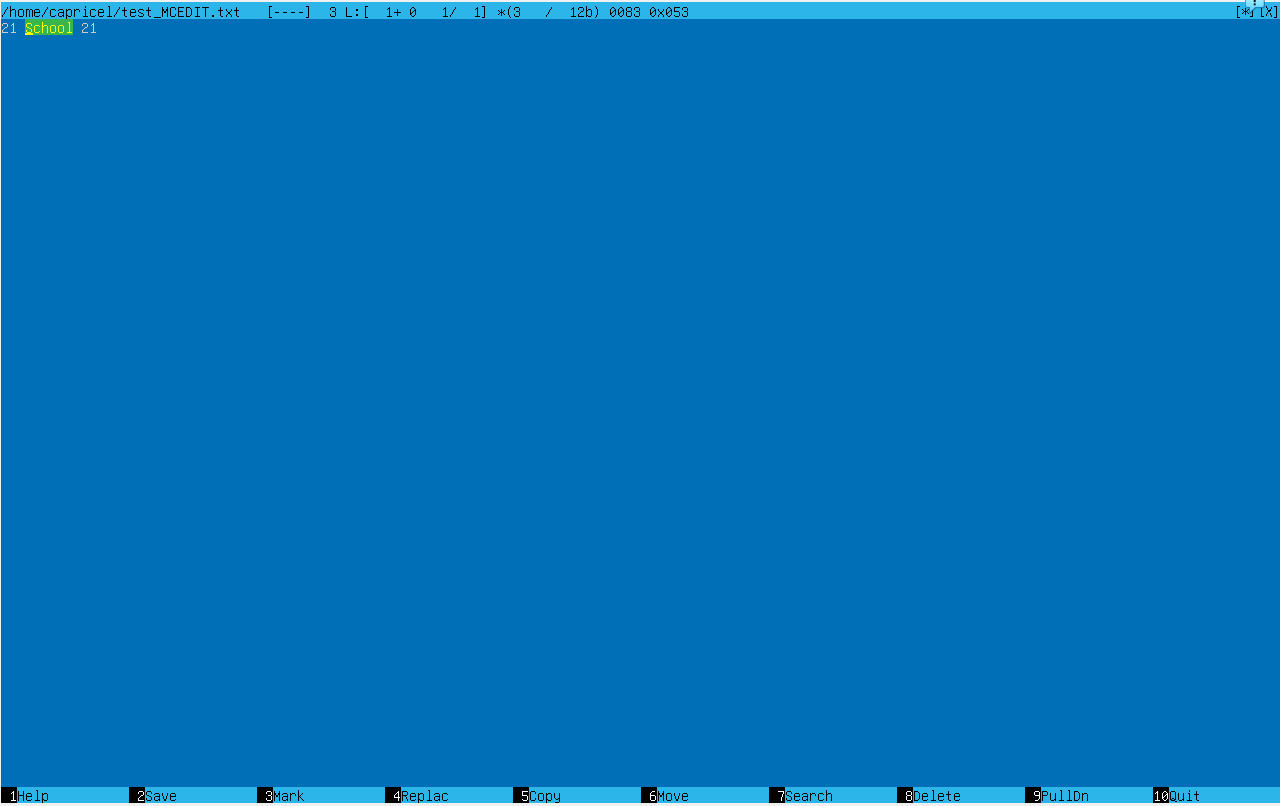 /home/capricel/test_MCEDIT.txt   [----]  3 L:[  1+ 0   1/  1] *(3   /  12b) 0083 0x053 [*][X]
21 School 21
1Help 2Save 3Mark 4Replac 5Copy 6Move 7Search 8Delete 9PullDn 10Quit